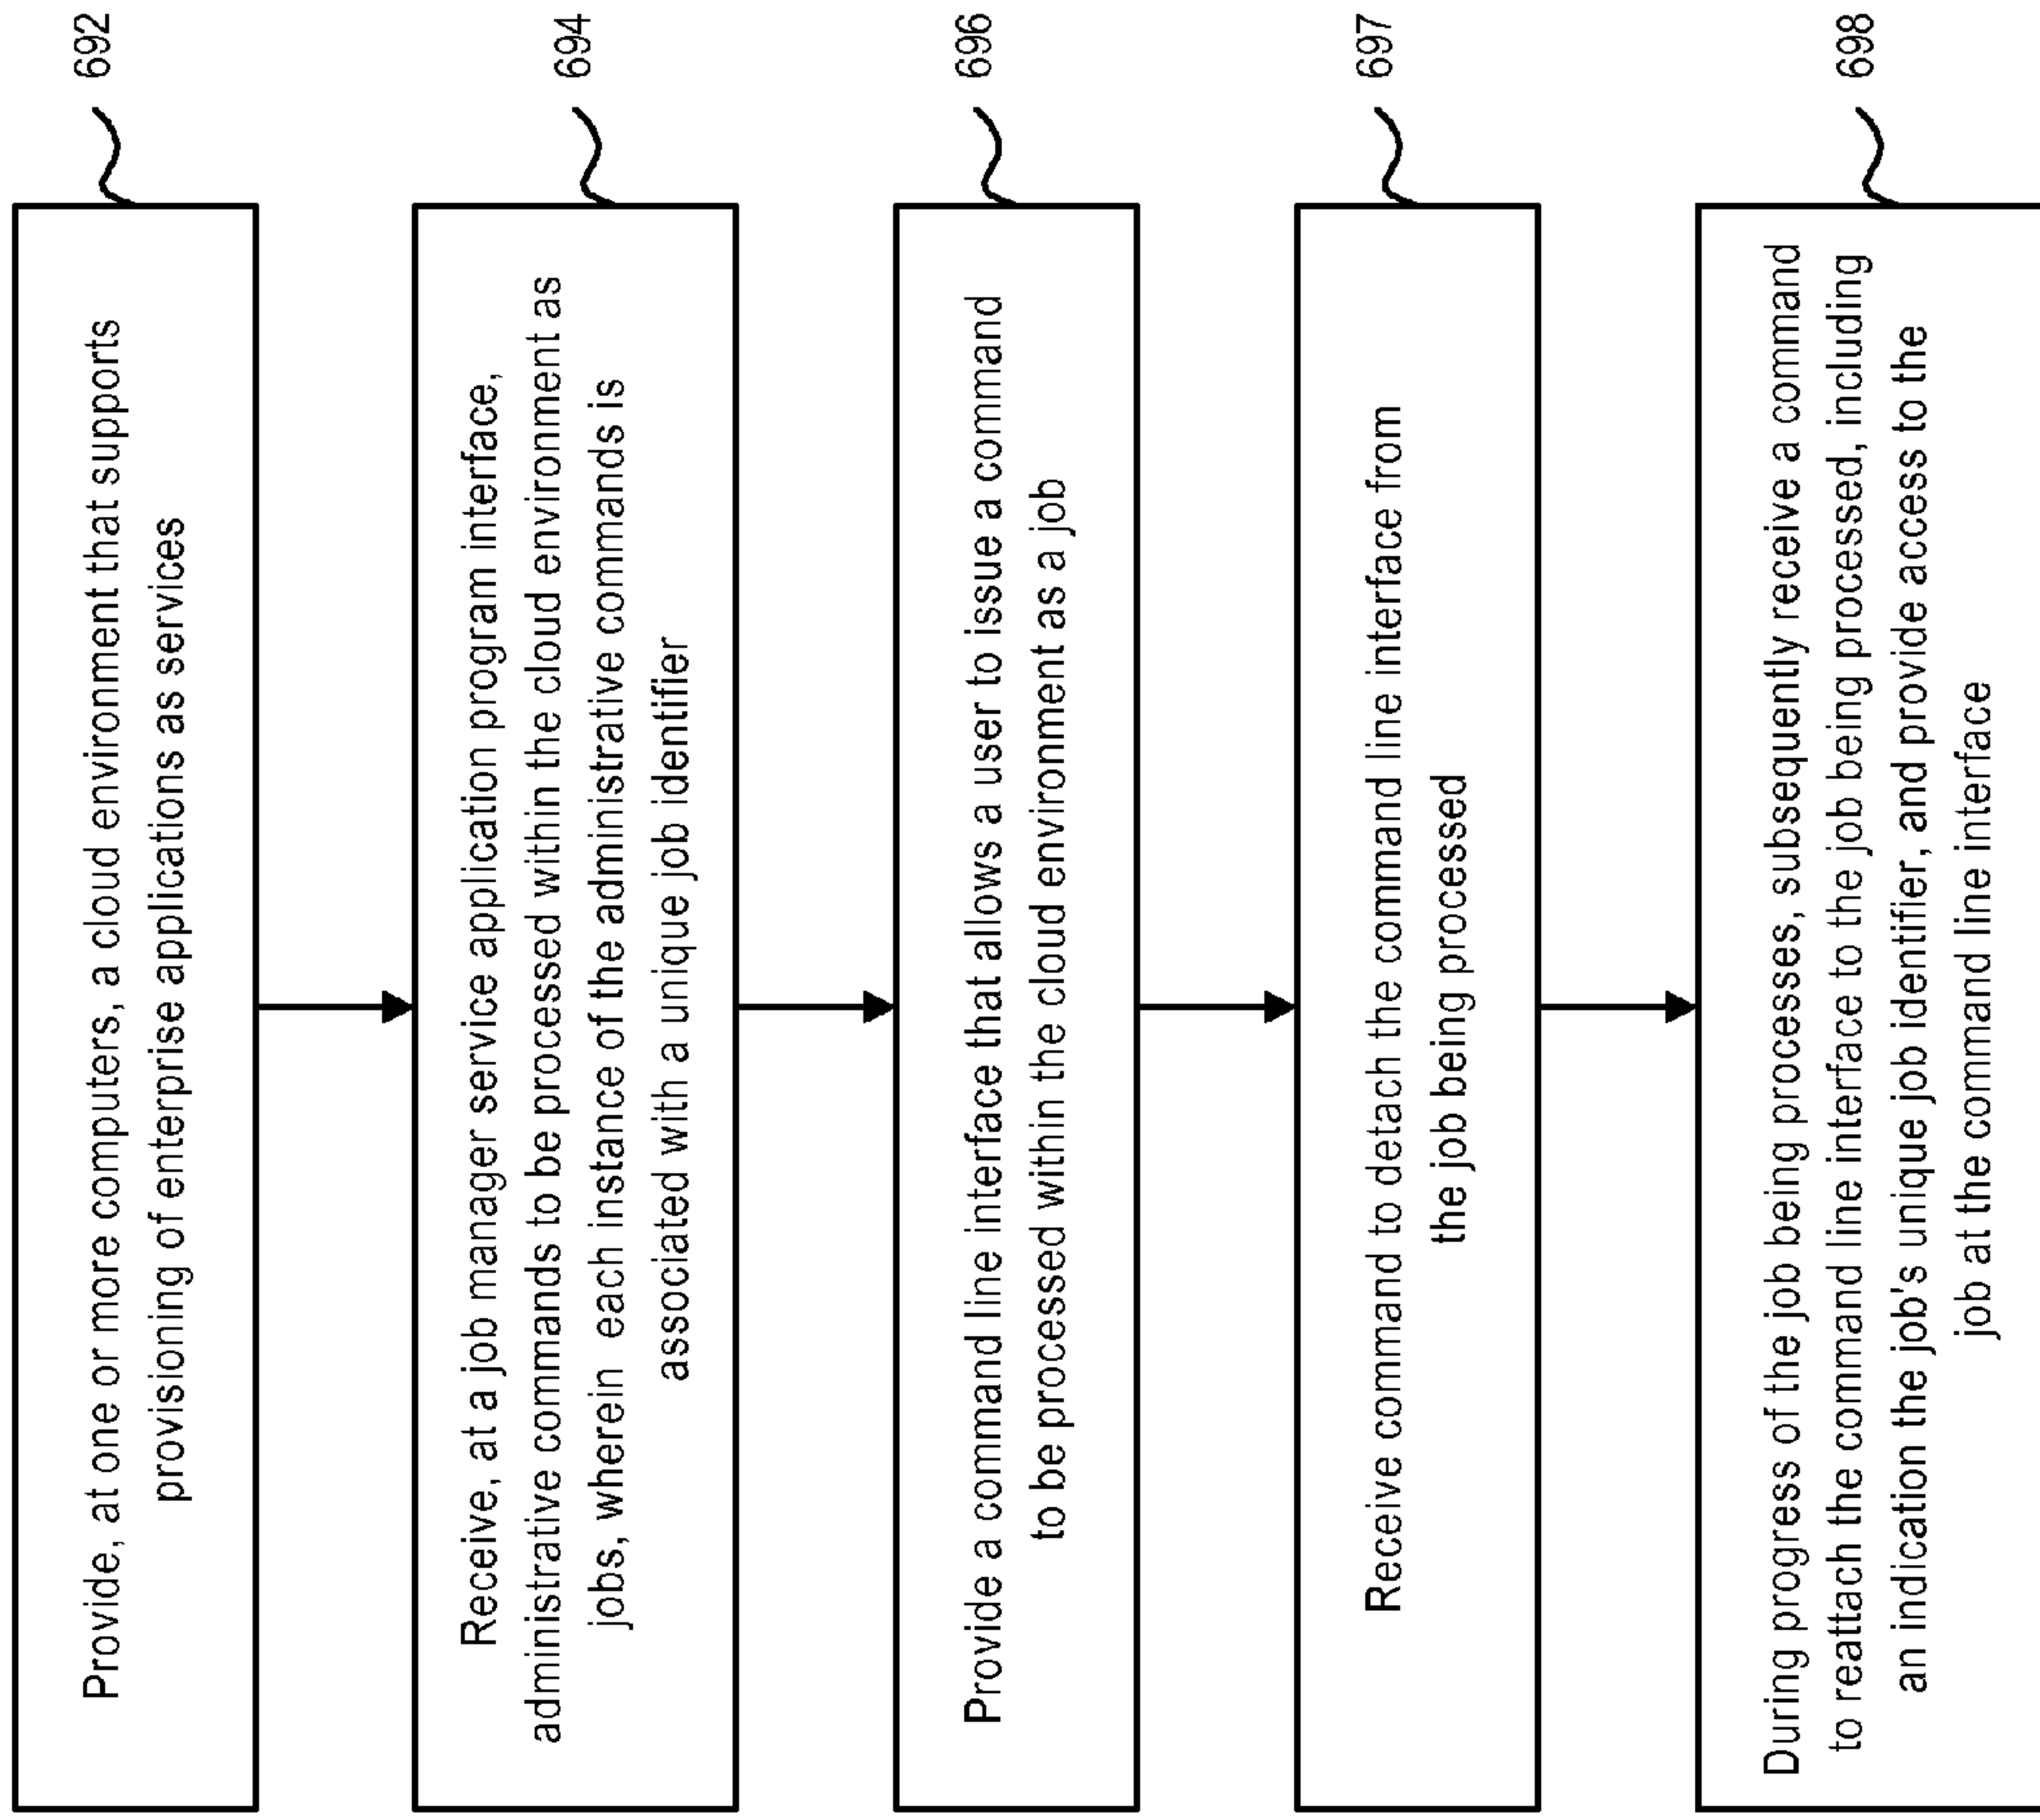 Provide, at one or more computers, a cloud environment that supports
provisioning of enterprise applications as services
692
Receive, at a job manager service application program interface,
administrative commands to be processed within the cloud environment as
jobs, wherein each instance of the administrative commands is
associated with a unique job identifier
694
Provide a command line interface that allows a user to issue a command
to be processed within the cloud environment as a job
696
Receive command to detach the command line interface from
the job being processed
697
During progress of the job being processes, subsequently receive a command
to reattach the command line interface to the job being processed, including
an indication the job's unique job identifier, and provide access to the
job at the command line interface
698